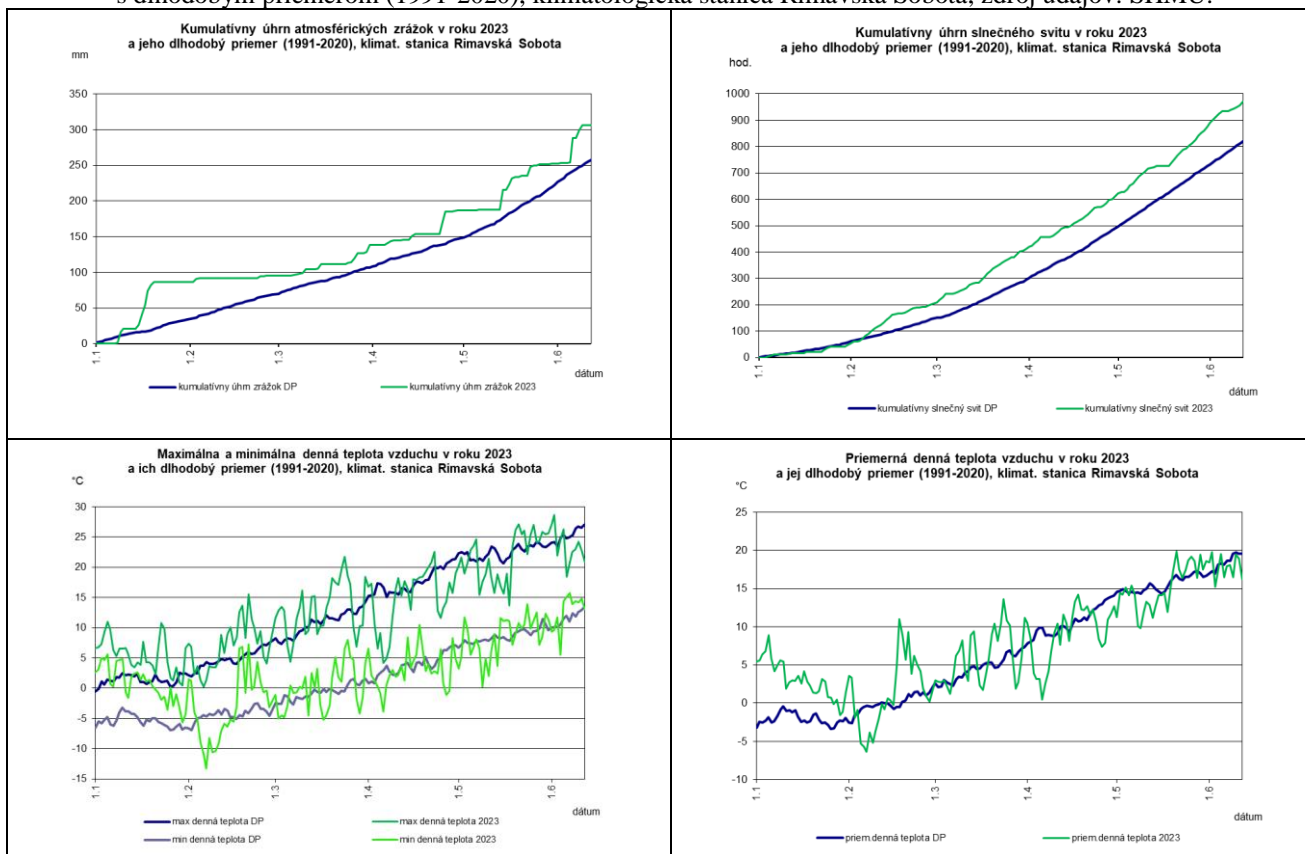 s dlhodobým priemerom (1991-2020), klimatologická stanica Rimavská Sobota, zdroj údajov: SHMÚ.
Kumulatívny úhrn atmosférických zrážok v roku 2023
a jeho dlhodobý priemer (1991-2020), klimat. stanica Rimavská Sobota
mm
350
300
250
200
150
100
50
0
1.1
1.2
1.3
1.4
1.5
1.6
dátum
kumulatívny úhrn zrážok DP
kumulatívny úhrn zrážok 2023
Kumulatívny úhrn slnečného svitu v roku 2023
a jeho dlhodobý priemer (1991-2020), klimat. stanica Rimavská Sobota
hod.
1000
900
800
700
600
500
400
300
200
100
0
1.1
1.2
1.3
1.4
1.5
1.6
dátum
kumulatívny slnečný svit DP
kumulatívny slnečný svit 2023
Maximálna a minimálna denná teplota vzduchu v roku 2023
a ich dlhodobý priemer (1991-2020), klimat. stanica Rimavská Sobota
°C
30
25
20
15
10
5
0
-5
-10
-15
1.1
1.2
1.3
1.4
1.5
1.6
dátum
max denná teplota DP
max denná teplota 2023
min denná teplota DP
min denná teplota 2023
Priemerná denná teplota vzduchu v roku 2023
a jej dlhodobý priemer (1991-2020), klimat. stanica Rimavská Sobota
°C
25
20
15
10
5
0
-5
-10
1.1
1.2
1.3
1.4
1.5
1.6
dátum
priem.denná teplota DP
priem.denná teplota 2023